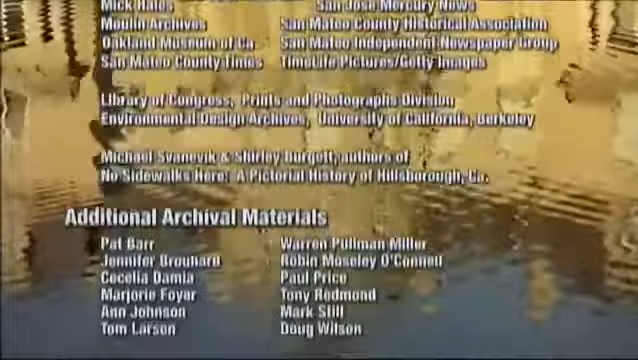 Mick Hales San Jose Mercury News
Moulin Archives San Mateo County Historical Association
Oakland Museum of Ca San Mateo Independent Newspaper Group
San Mateo County Times TimeLife Pictures/Getty Images
Library of Congress, Prints and Photographs Division
Environmental Design Archives, University of California, Berkeley
Michael Svanevik & Shirley Burgett, authors of
No Sidewalks Here: A Pictorial History of Hillsborough, Ca.
Additional Archival Materials
Pat Barr Warren Pullman Miller
Jennifer Brouhard Robin Moseley O'Connell
Cecelia Damia Paul Price
Marjorie Foyer Tony Redmond
Ann Johnson Mark Still
Tom Larson Doug Wilson